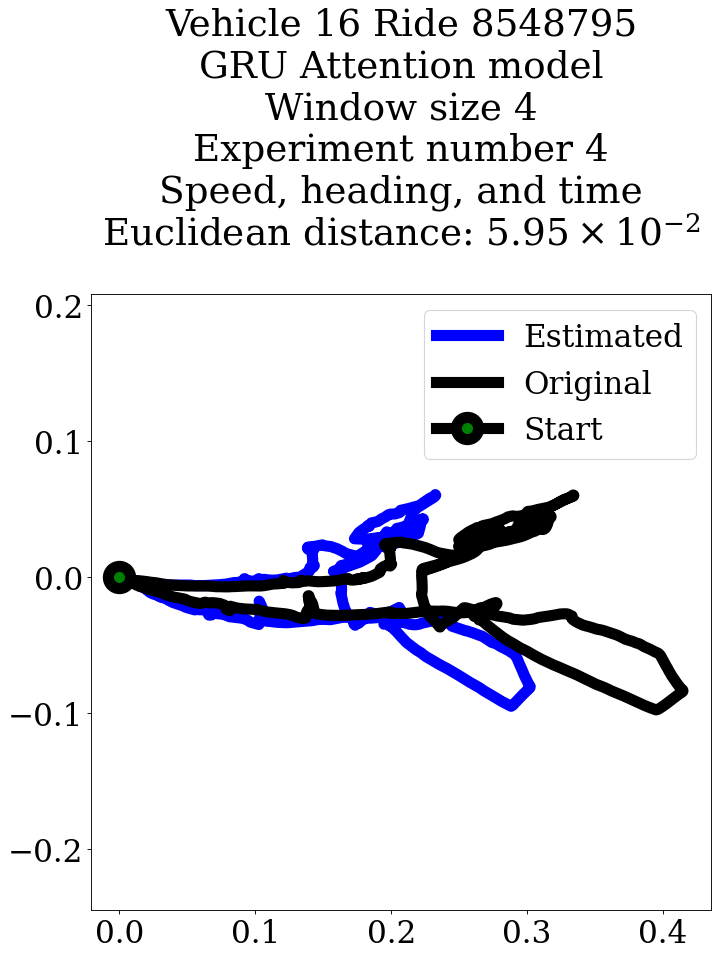 Vehicle 16 Ride 8548795
GRU Attention model
Window size 4
Experiment number 4
Speed, heading, and time
Euclidean distance: 5.95 × 10⁻²
0.2
Estimated
Original
Start
0.1
0.0
−0.1
−0.2
0.0 0.1 0.2 0.3 0.4